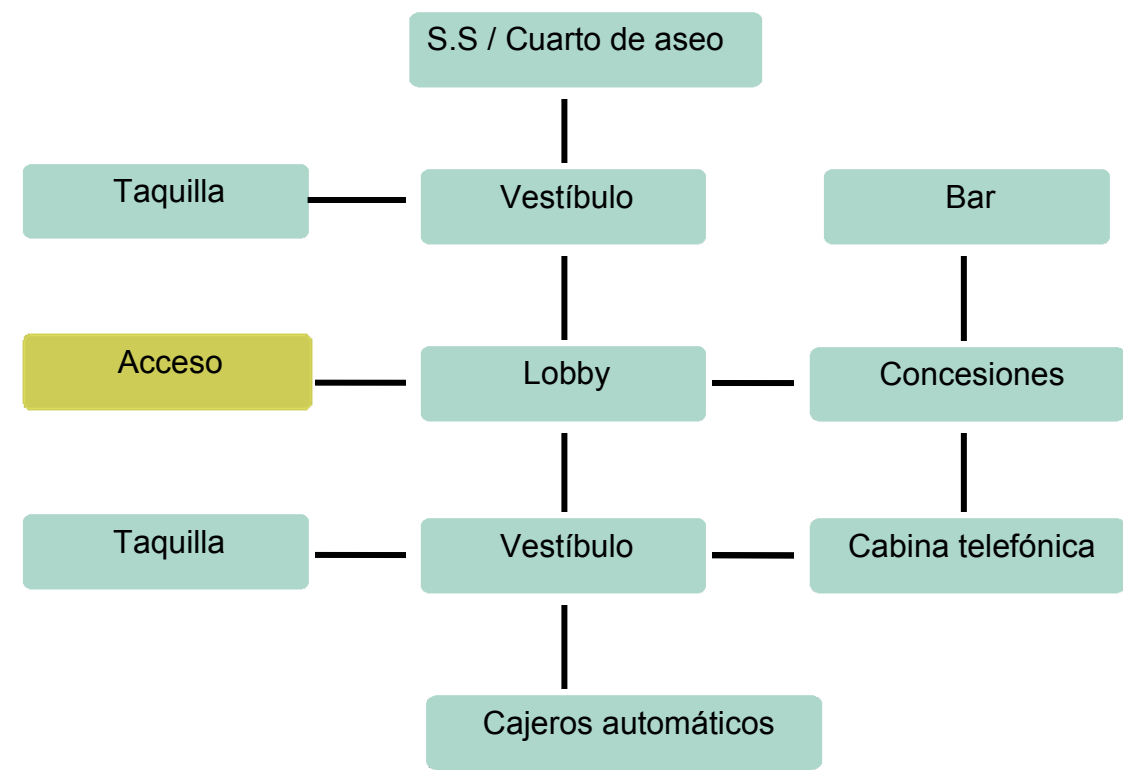 S.S / Cuarto de aseo
Taquilla
Vestíbulo
Bar
Acceso
Lobby
Concesiones
Taquilla
Vestíbulo
Cabina telefónica
Cajeros automáticos